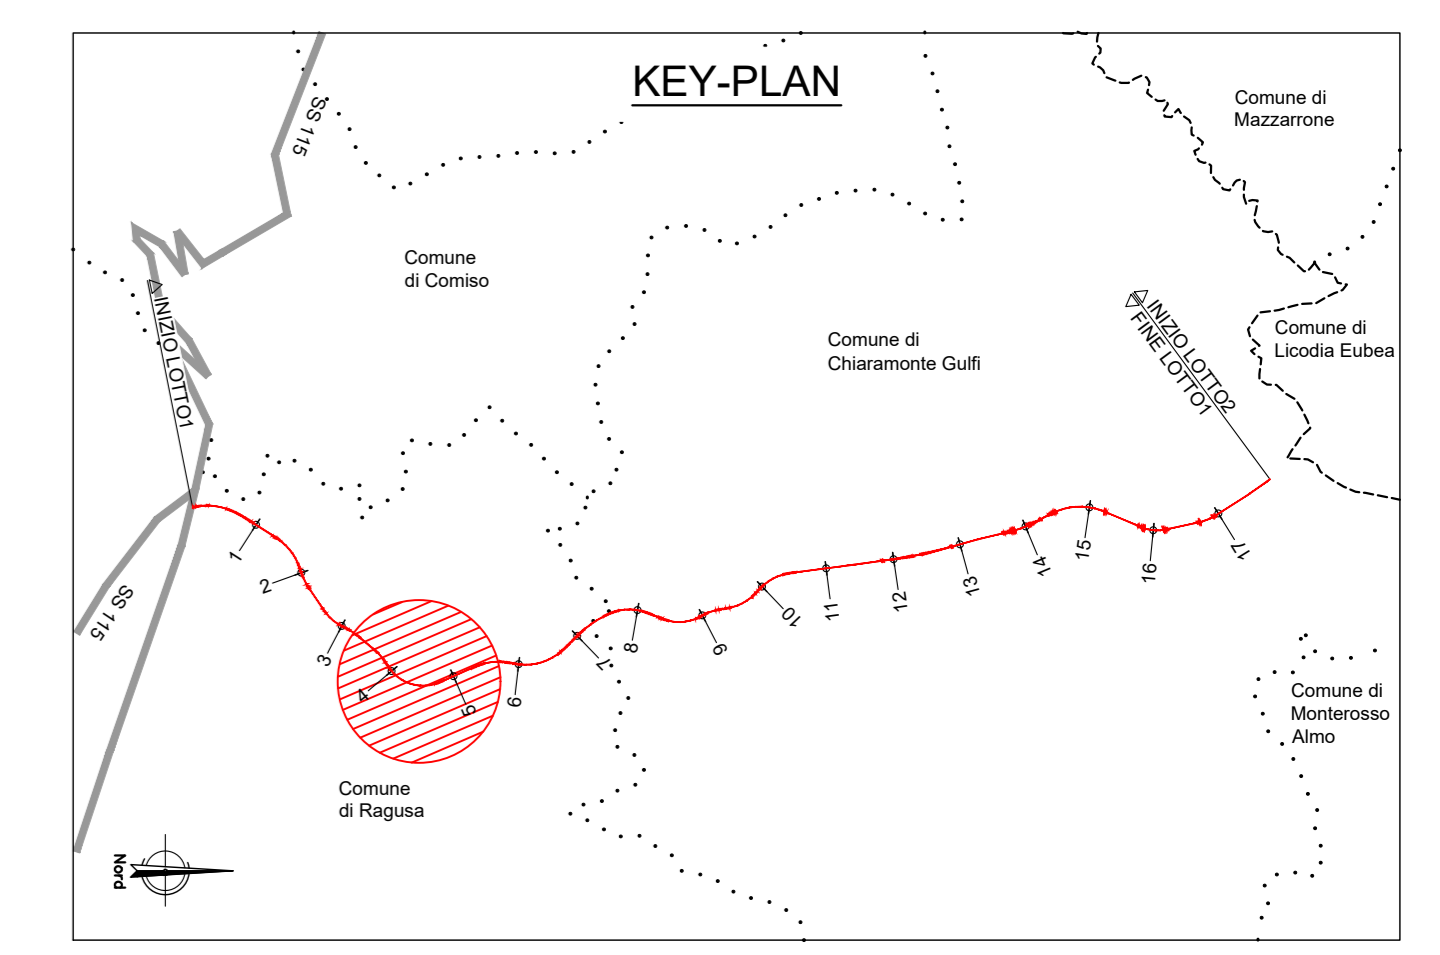 KEY-PLAN
SS 115
Comune di
Mazzarrone
Comune
di Comiso
INIZIO LOTTO1
Comune di
Chiaramonte Gulfi
INIZIO LOTTO2
FINE LOTTO1
Comune di
Licodia Eubea
1
2
3
4
5
6
7
8
9
10
11
12
13
14
15
16
17
SS 115
Comune di
Monterosso
Almo
Comune
di Ragusa
Nord